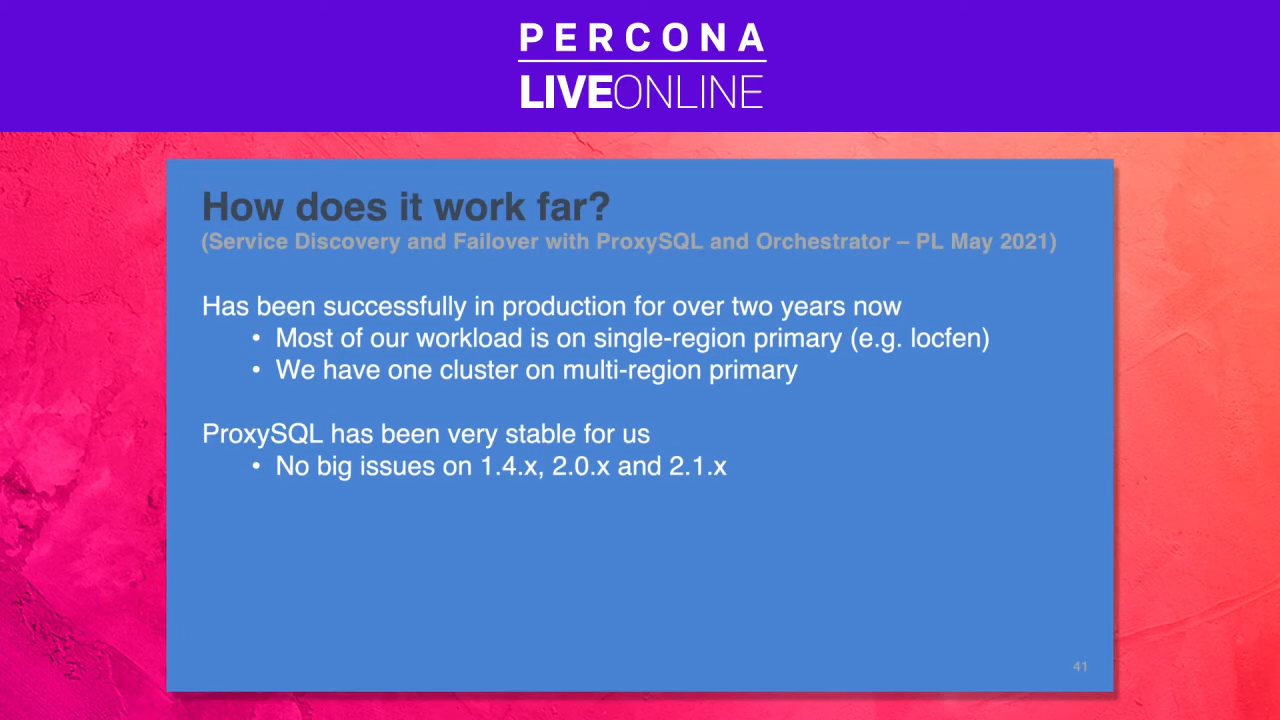 PERCONA
LIVEONLINE
How does it work far?
(Service Discovery and Failover with ProxySQL and Orchestrator – PL May 2021)
Has been successfully in production for over two years now
• Most of our workload is on single-region primary (e.g. locfen)
• We have one cluster on multi-region primary
ProxySQL has been very stable for us
• No big issues on 1.4.x, 2.0.x and 2.1.x
41